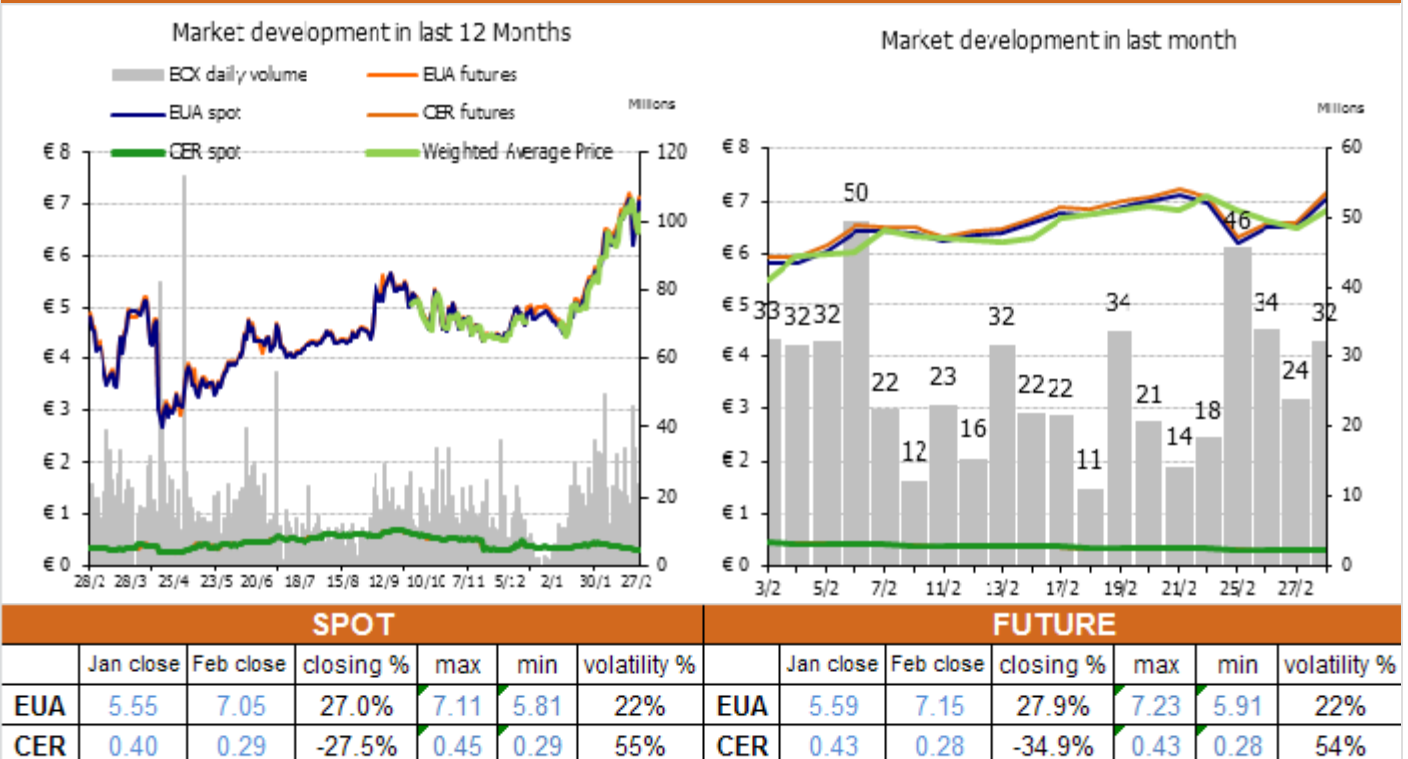 Market development in last 12 Months
ECX daily volume
EUA futures
EUA spot
CER futures
CER spot
Weighted Average Price
Millions
€ 8
€ 7
€ 6
€ 5
€ 4
€ 3
€ 2
€ 1
€ 0
120
100
80
60
40
20
0
28/2 28/3 25/4 23/5 20/6 18/7 15/8 12/9 10/10 7/11 5/12 2/1 30/1 27/2
Market development in last month
Millions
€ 8
€ 7
€ 6
€ 5
€ 4
€ 3
€ 2
€ 1
€ 0
33 32 32 50 22 12 23 16 32 22 22 11 34 21 14 18 46 34 24 32
60
50
40
30
20
10
0
3/2 5/2 7/2 11/2 13/2 17/2 19/2 21/2 25/2 27/2
SPOT
Jan close Feb close closing % max min volatility %
EUA 5.55 7.05 27.0% 7.11 5.81 22%
CER 0.40 0.29 -27.5% 0.45 0.29 55%
FUTURE
Jan close Feb close closing % max min volatility %
EUA 5.59 7.15 27.9% 7.23 5.91 22%
CER 0.43 0.28 -34.9% 0.43 0.28 54%